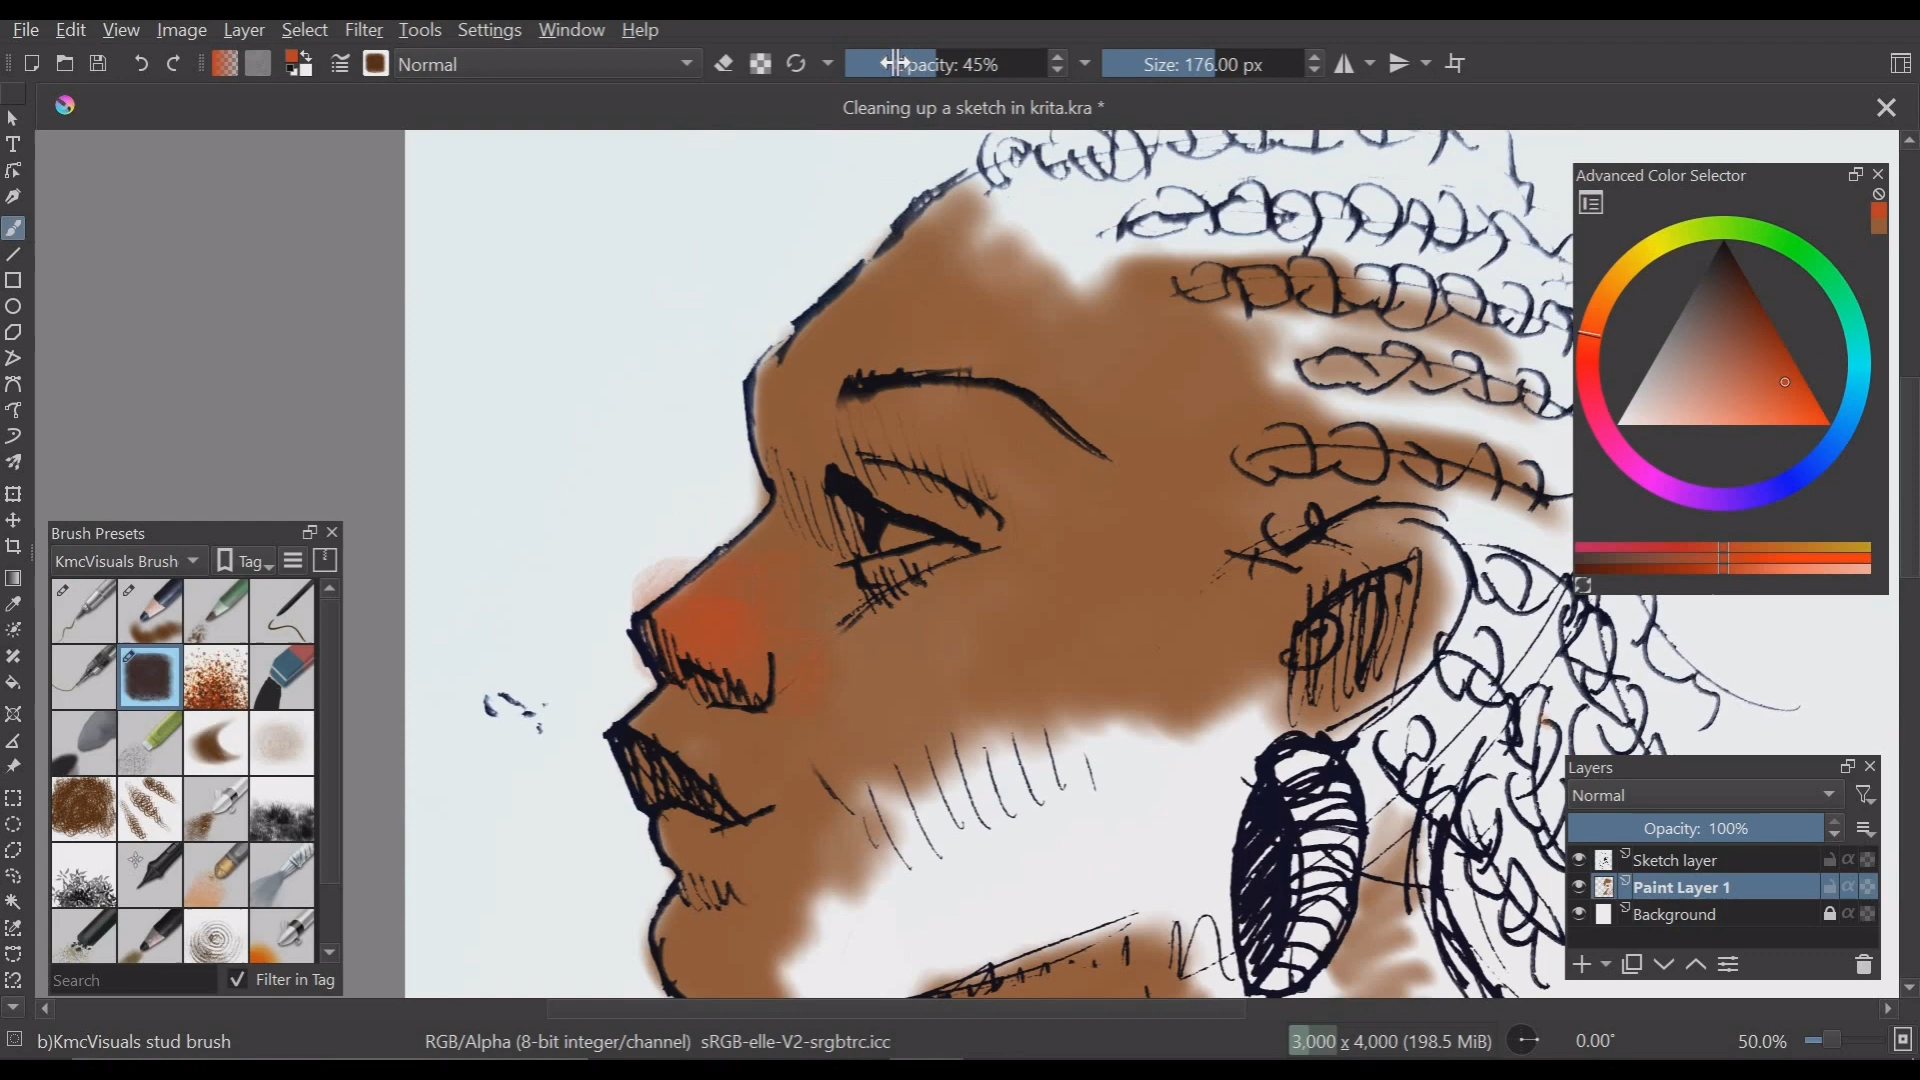 File Edit View Image Layer Select Filter Tools Settings Window Help
Normal
Opacity: 45%
Size: 176.00 px
Cleaning up a sketch in krita.kra *
Advanced Color Selector
Brush Presets
KmcVisuals Brush
Tag
Search
Filter in Tag
Layers
Normal
Opacity: 100%
Sketch layer
Paint Layer 1
Background
b)KmcVisuals stud brush
RGB/Alpha (8-bit integer/channel) sRGB-elle-V2-srgbtrc.icc
3,000 x 4,000 (198.5 MiB)
0.00°
50.0%